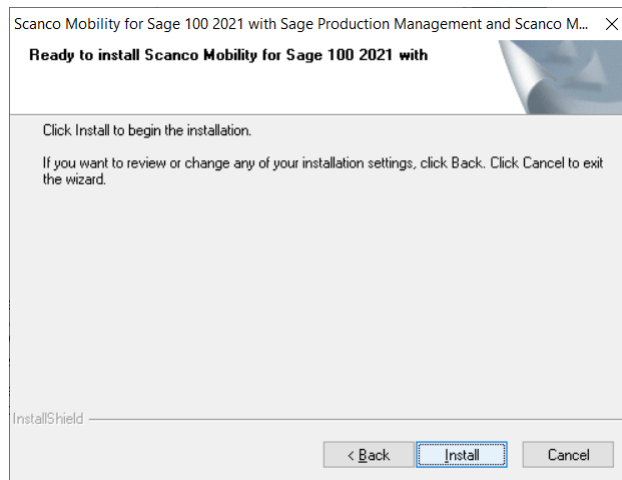 Scanco Mobility for Sage 100 2021 with Sage Production Management and Scanco M...
Ready to install Scanco Mobility for Sage 100 2021 with
Click Install to begin the installation.
If you want to review or change any of your installation settings, click Back. Click Cancel to exit
the wizard.
InstallShield
< Back Install Cancel